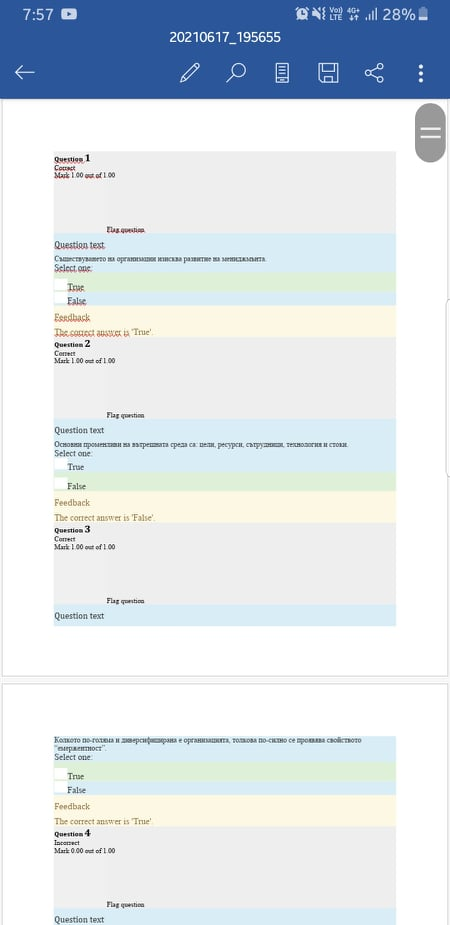 7:57
Vo)) 4G+
LTE
28%
20210617_195655
Question 1
Correct
Mark 1.00 out of 1.00
Flag question
Question text
Съществуването на организации изисква развитие на мениджмънта.
Select one:
True
False
Feedback
The correct answer is 'True'.
Question 2
Correct
Mark 1.00 out of 1.00
Flag question
Question text
Основни променливи на вътрешната среда са: цели, ресурси, сътрудници, технология и стоки.
Select one:
True
False
Feedback
The correct answer is 'False'.
Question 3
Correct
Mark 1.00 out of 1.00
Flag question
Question text
Колкото по-голяма и диверсифицирана е организацията, толкова по-силно се проявява свойството
"емержентност".
Select one:
True
False
Feedback
The correct answer is 'True'.
Question 4
Incorrect
Mark 0.00 out of 1.00
Flag question
Question text